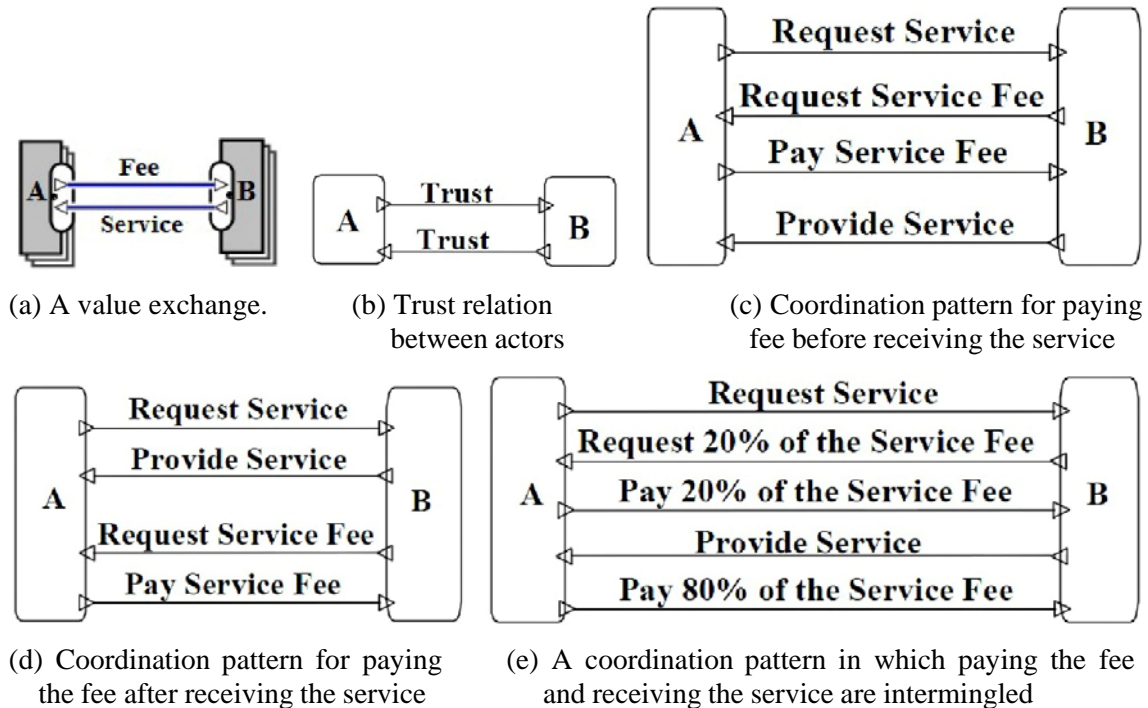 A
Fee
Service
B
(a) A value exchange.
A
Trust
Trust
B
(b) Trust relation
between actors
A
Request Service
Request Service Fee
Pay Service Fee
Provide Service
B
(c) Coordination pattern for paying
fee before receiving the service
A
Request Service
Provide Service
Request Service Fee
Pay Service Fee
B
(d) Coordination pattern for paying
the fee after receiving the service
A
Request Service
Request 20% of the Service Fee
Pay 20% of the Service Fee
Provide Service
Pay 80% of the Service Fee
B
(e) A coordination pattern in which paying the fee
and receiving the service are intermingled